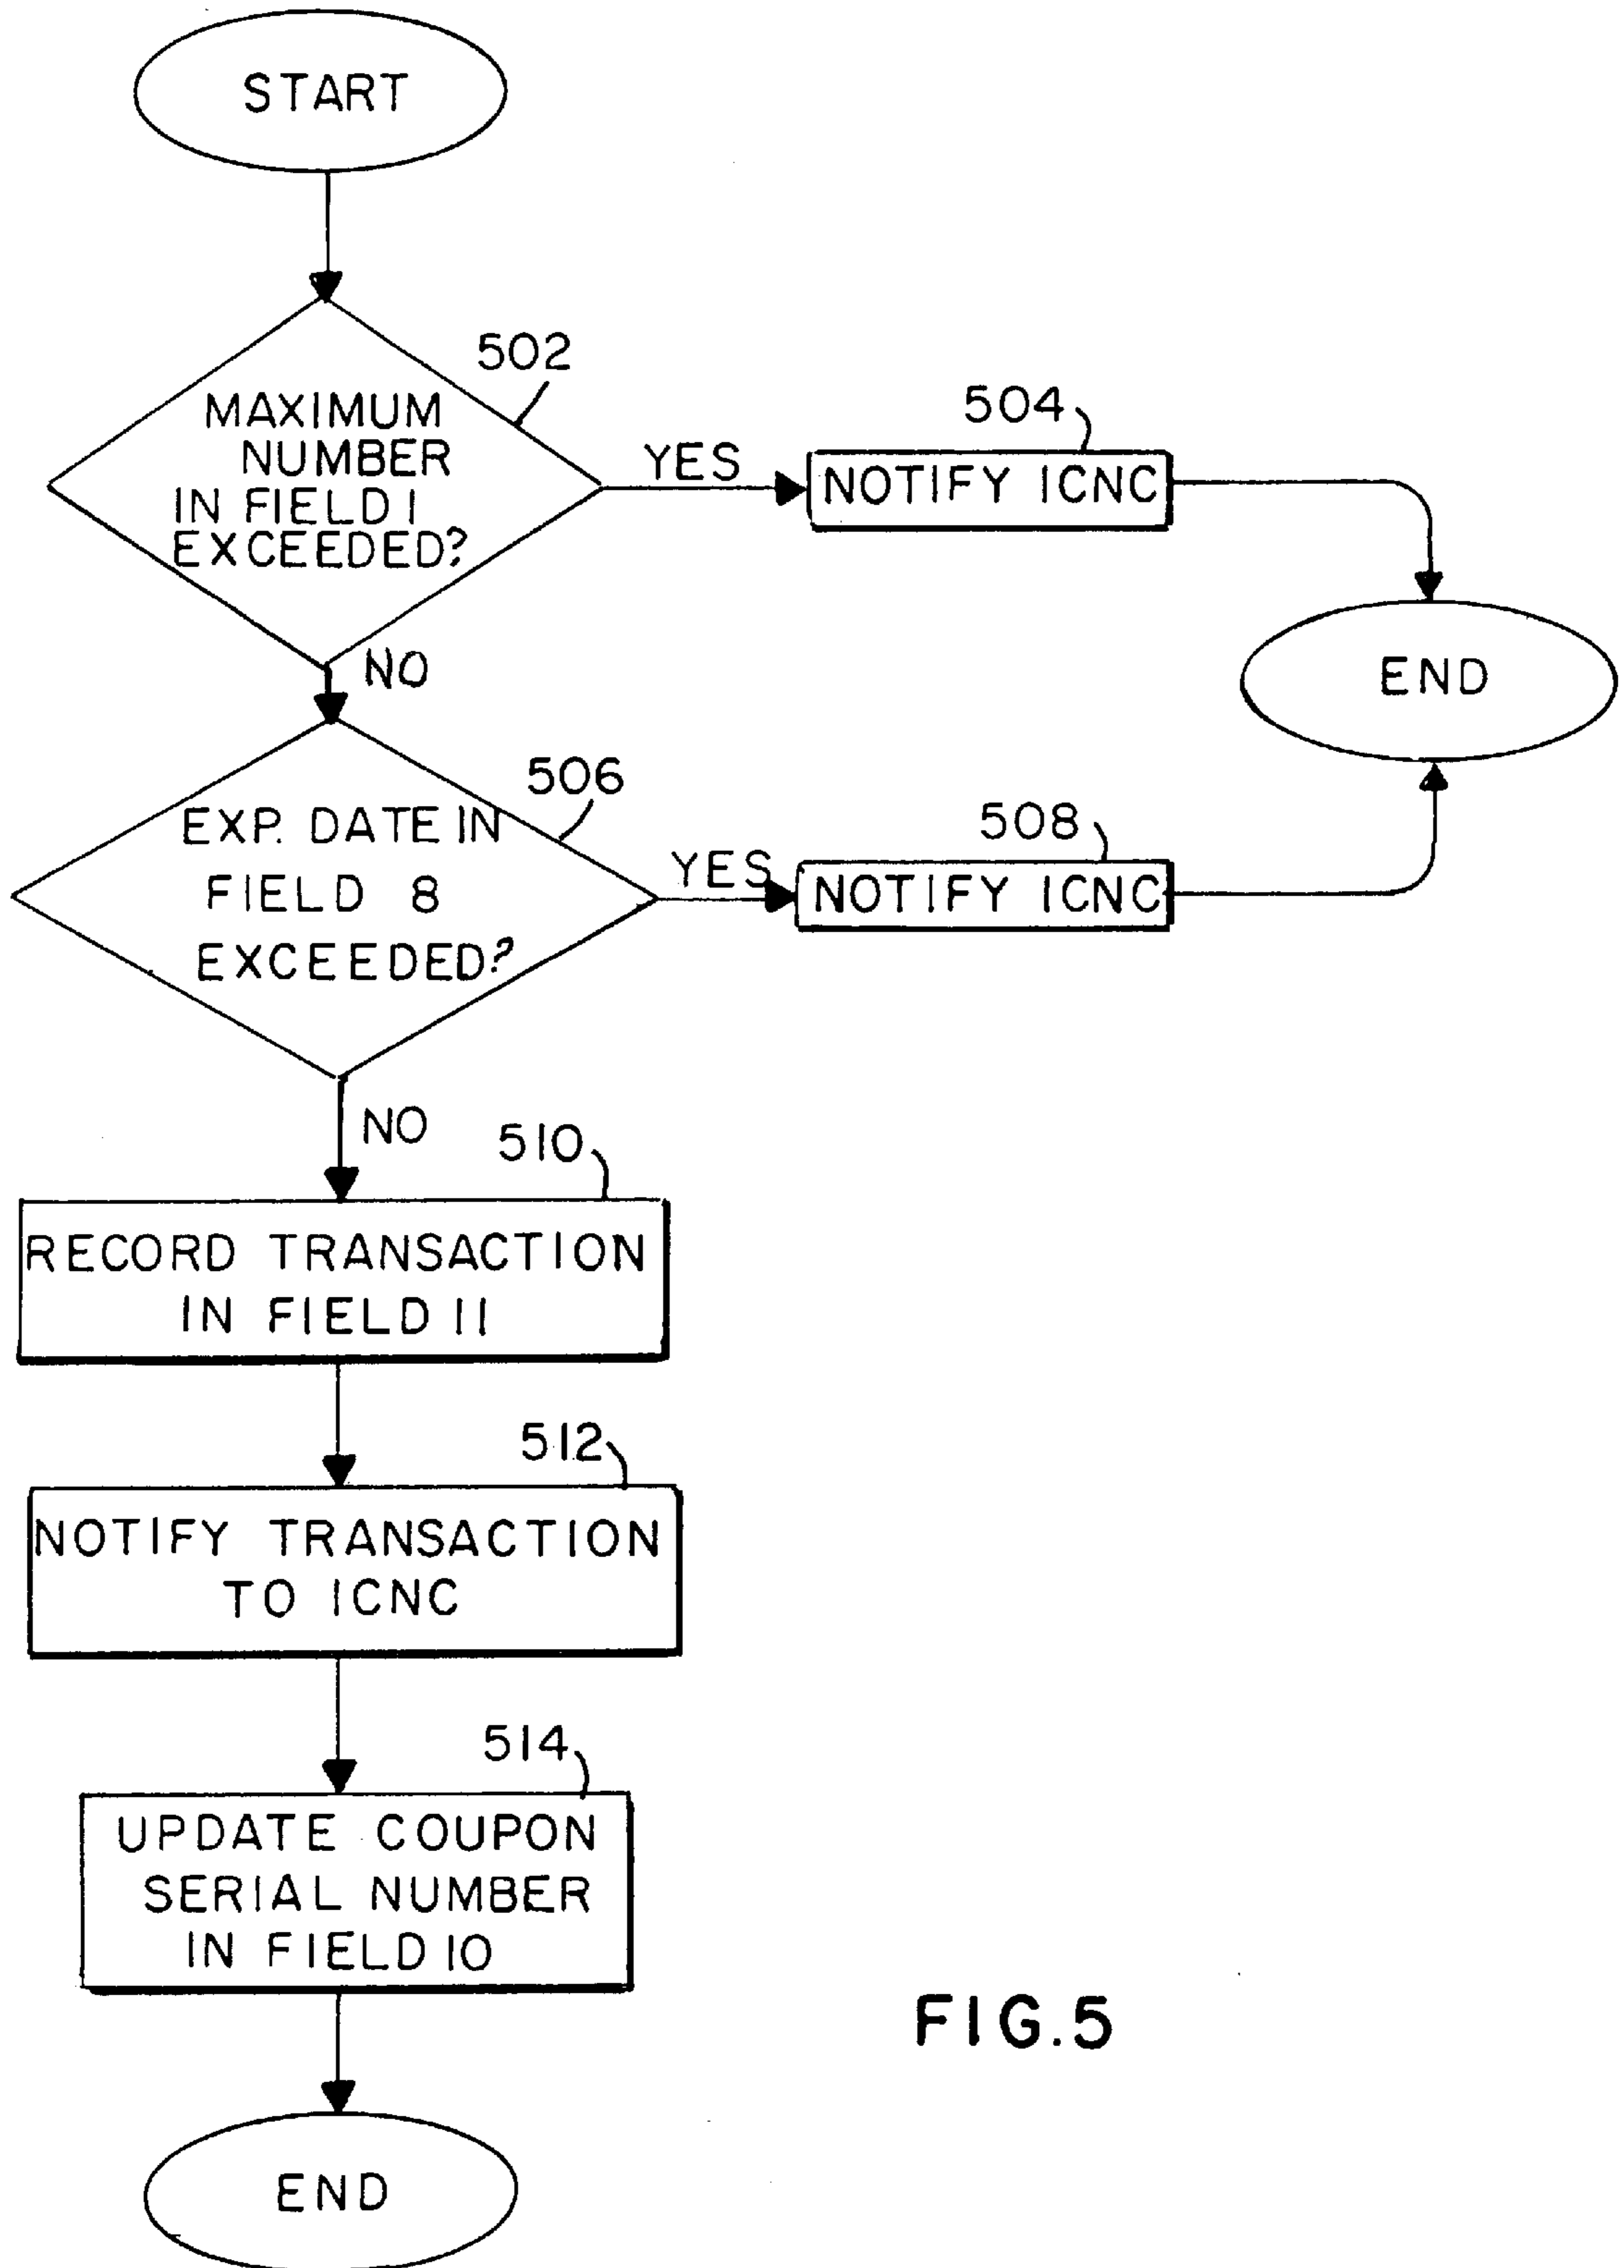 START
502
MAXIMUM
NUMBER
IN FIELD 1
EXCEEDED?
YES
504
NOTIFY ICNC
END
NO
506
EXP. DATE IN
FIELD 8
EXCEEDED?
YES
508
NOTIFY ICNC
NO
510
RECORD TRANSACTION
IN FIELD 11
512
NOTIFY TRANSACTION
TO ICNC
514
UPDATE COUPON
SERIAL NUMBER
IN FIELD 10
END
FIG.5